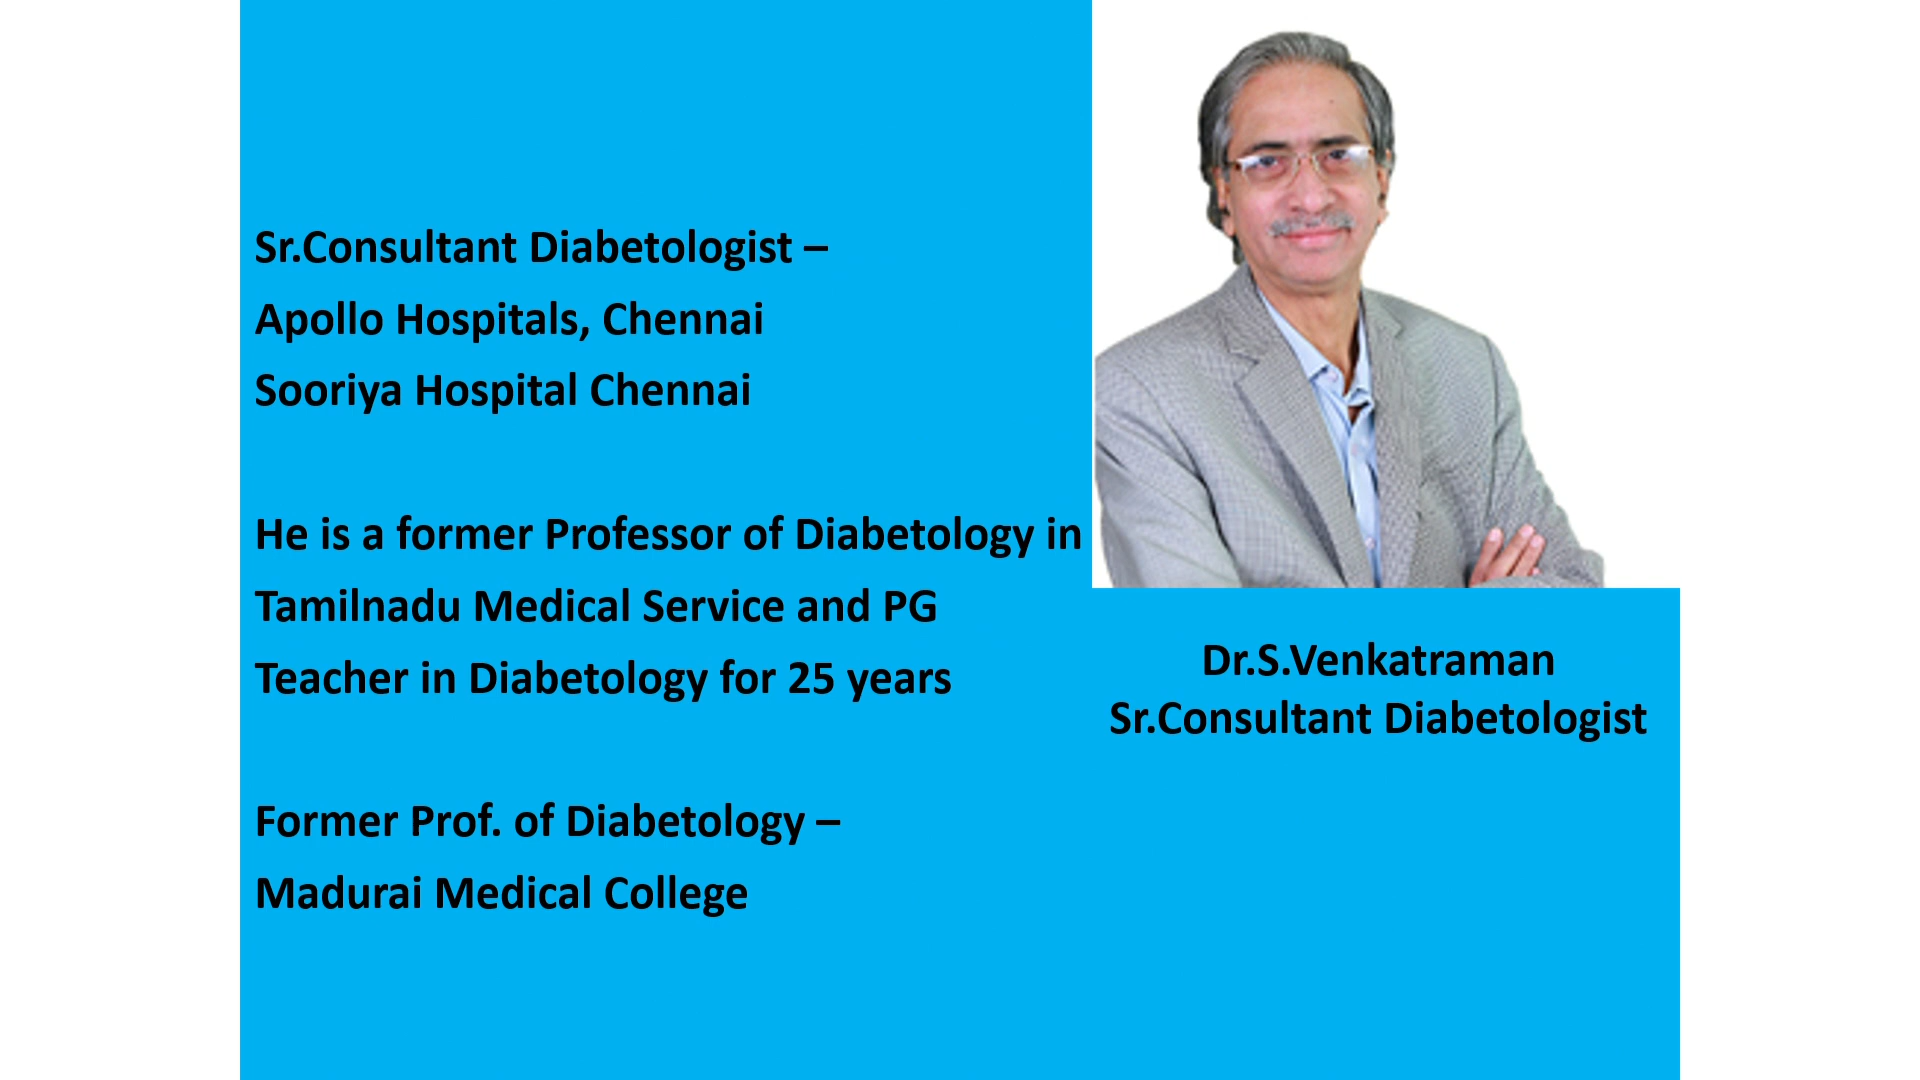 Sr.Consultant Diabetologist –
Apollo Hospitals, Chennai
Sooriya Hospital Chennai
He is a former Professor of Diabetology in
Tamilnadu Medical Service and PG
Teacher in Diabetology for 25 years
Former Prof. of Diabetology –
Madurai Medical College
Dr.S.Venkatraman
Sr.Consultant Diabetologist